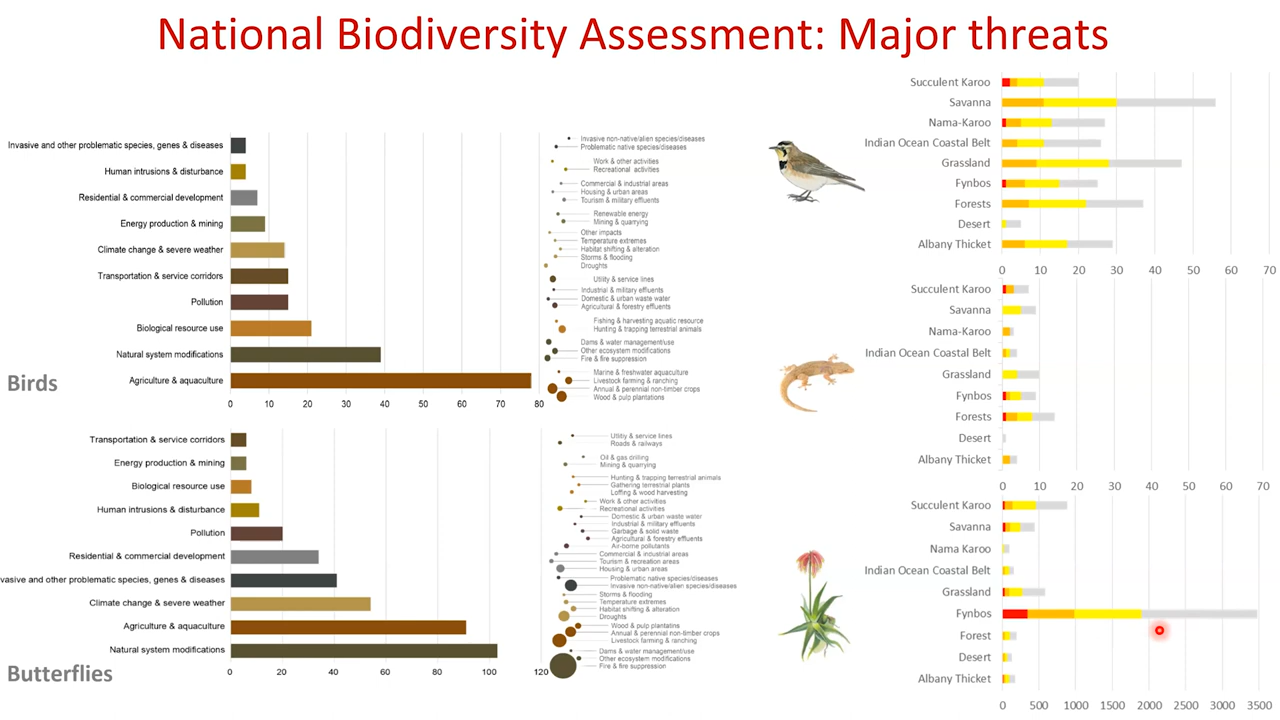 National Biodiversity Assessment: Major threats
Invasive and other problematic species, genes & diseases
Human intrusions & disturbance
Residential & commercial development
Energy production & mining
Climate change & severe weather
Transportation & service corridors
Pollution
Biological resource use
Natural system modifications
Agriculture & aquaculture
Birds
0 10 20 30 40 50 60 70 80
Invasive non-native/alien species/diseases
Problematic native species/diseases
Work & other activities
Recreational activities
Commercial & industrial areas
Housing & urban areas
Tourism & military effluents
Renewable energy
Mining & quarrying
Other impacts
Temperature extremes
Habitat shifting & alteration
Storms & flooding
Droughts
Utility & service lines
Industrial & military effluents
Domestic & urban waste water
Agricultural & forestry effluents
Fishing & harvesting aquatic resource
Hunting & trapping terrestrial animals
Dams & water management/use
Other ecosystem modifications
Fire & fire suppression
Marine & freshwater aquaculture
Livestock farming & ranching
Annual & perennial non-timber crops
Wood & pulp plantations
Transportation & service corridors
Energy production & mining
Biological resource use
Human intrusions & disturbance
Pollution
Residential & commercial development
vasive and other problematic species, genes & diseases
Climate change & severe weather
Agriculture & aquaculture
Natural system modifications
Butterflies
0 20 40 60 80 100 120
Utility & service lines
Roads & railways
Oil & gas drilling
Mining & quarrying
Hunting & trapping terrestrial animals
Gathering terrestrial plants
Loffing & wood harvesting
Work & other activities
Recreational activities
Domestic & urban waste water
Industrial & military effluents
Garbage & solid waste
Agricultural & forestry effluents
Air-borne pollutants
Commercial & industrial areas
Tourism & recreation areas
Housing & urban areas
Problematic native species/diseases
Invasive non-native/alien species/diseases
Storms & flooding
Temperature extremes
Habitat shifting & alteration
Droughts
Wood & pulp plantatins
Annual & perennial non-timber crops
Livestock farming & ranching
Dams & water management/use
Other ecosystem modifications
Fire & fire suppression
Succulent Karoo
Savanna
Nama-Karoo
Indian Ocean Coastal Belt
Grassland
Fynbos
Forests
Desert
Albany Thicket
0 10 20 30 40 50 60 70
Succulent Karoo
Savanna
Nama-Karoo
Indian Ocean Coastal Belt
Grassland
Fynbos
Forests
Desert
Albany Thicket
0 10 20 30 40 50 60 70
Succulent Karoo
Savanna
Nama Karoo
Indian Ocean Coastal Belt
Grassland
Fynbos
Forest
Desert
Albany Thicket
0 500 1000 1500 2000 2500 3000 3500